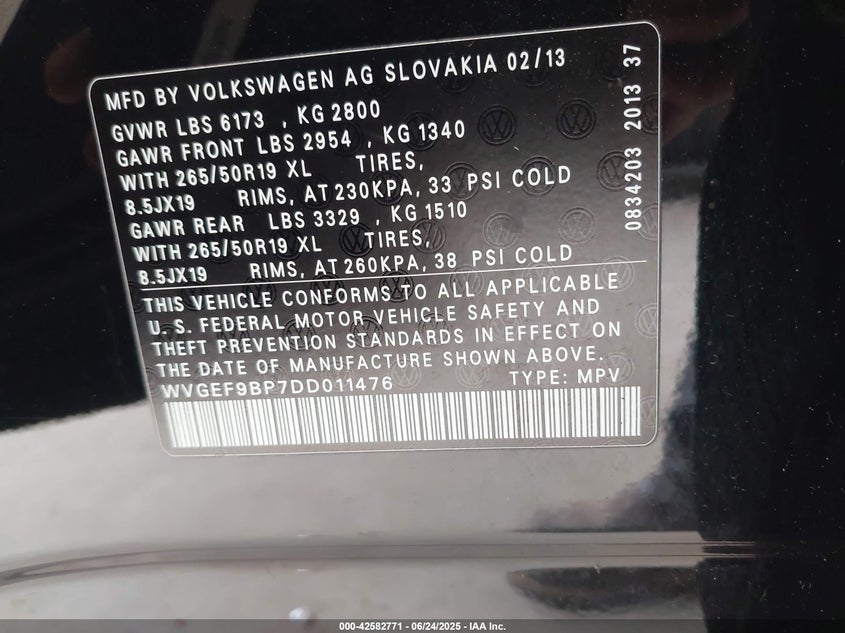 MFD BY VOLKSWAGEN AG SLOVAKIA 02/13
GVWR LBS 6173 , KG 2800
GAWR FRONT LBS 2954 , KG 1340
WITH 265/50R19 XL TIRES,
8.5JX19 RIMS, AT 230KPA, 33 PSI COLD
GAWR REAR LBS 3329 , KG 1510
WITH 265/50R19 XL TIRES,
8.5JX19 RIMS, AT 260KPA, 38 PSI COLD
THIS VEHICLE CONFORMS TO ALL APPLICABLE
U.S. FEDERAL MOTOR VEHICLE SAFETY AND
THEFT PREVENTION STANDARDS IN EFFECT ON
THE DATE OF MANUFACTURE SHOWN ABOVE.
WVGEF9BP7DD011476 TYPE: MPV
0834203 2013 37
000-42582771 - 06/24/2025 - IAA Inc.